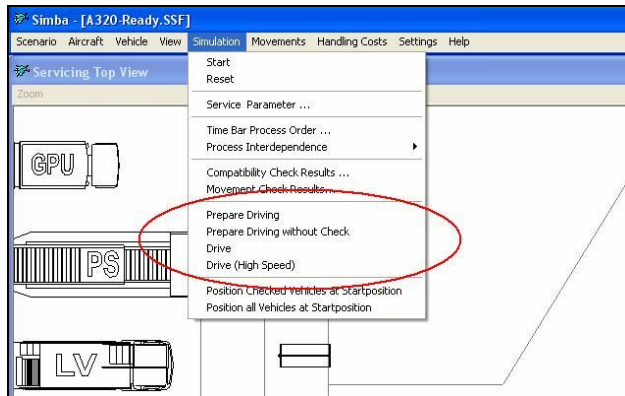 Simba - [A320-Ready.SSF]
Scenario Aircraft Vehicle View Simulation Movements Handling Costs Settings Help
Servicing Top View
Zoom
Start
Reset
Service Parameter ...
Time Bar Process Order ...
Process Interdependence
Compatibility Check Results ...
Movement Check Results...
Prepare Driving
Prepare Driving without Check
Drive
Drive (High Speed)
Position Checked Vehicles at Startposition
Position all Vehicles at Startposition
GPU
PS
LV